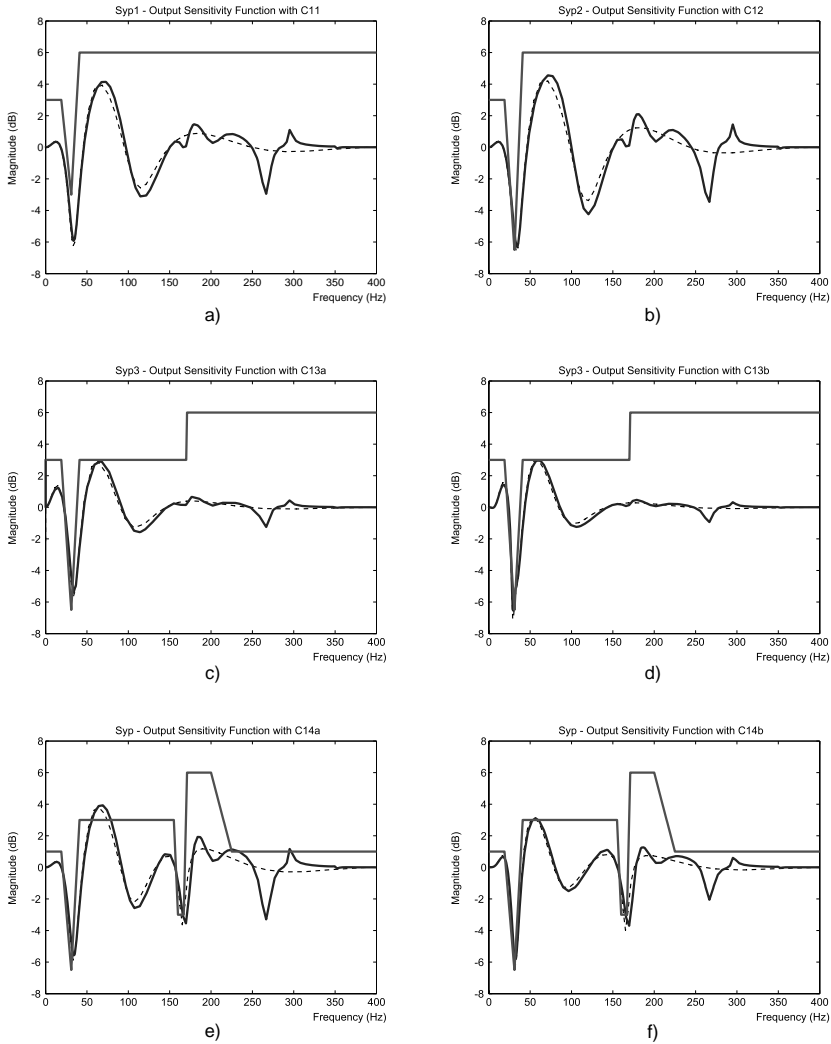 Syp1 - Output Sensitivity Function with C11
8
6
4
2
0
-2
-4
-6
-8
Magnitude (dB)
0 50 100 150 200 250 300 350 400
Frequency (Hz)
a)
Syp2 - Output Sensitivity Function with C12
8
6
4
2
0
-2
-4
-6
-8
Magnitude (dB)
0 50 100 150 200 250 300 350 400
Frequency (Hz)
b)
Syp3 - Output Sensitivity Function with C13a
8
6
4
2
0
-2
-4
-6
-8
Magnitude (dB)
0 50 100 150 200 250 300 350 400
Frequency (Hz)
c)
Syp3 - Output Sensitivity Function with C13b
8
6
4
2
0
-2
-4
-6
-8
Magnitude (dB)
0 50 100 150 200 250 300 350 400
Frequency (Hz)
d)
Syp - Output Sensitivity Function with C14a
8
6
4
2
0
-2
-4
-6
-8
Magnitude (dB)
0 50 100 150 200 250 300 350 400
Frequency (Hz)
e)
Syp - Output Sensitivity Function with C14b
8
6
4
2
0
-2
-4
-6
-8
Magnitude (dB)
0 50 100 150 200 250 300 350 400
Frequency (Hz)
f)